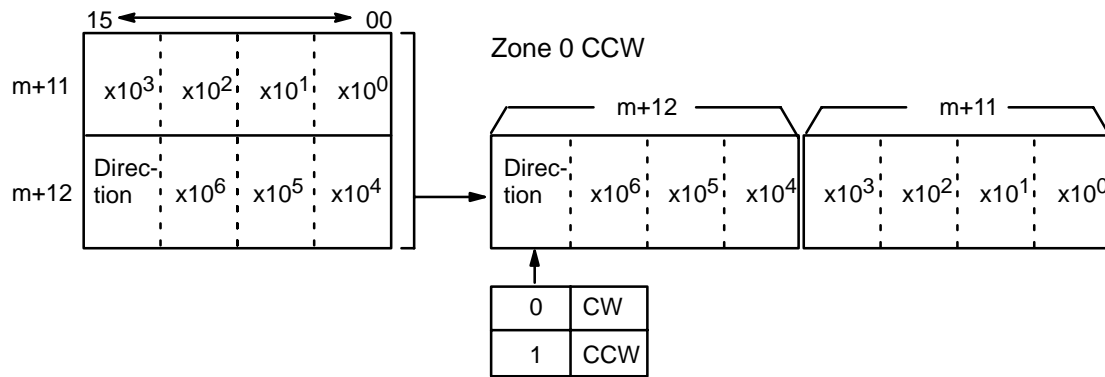 15 00
Zone 0 CCW
m+11 x10³ x10² x10¹ x10⁰
m+12 m+11
m+12 Direc-
tion x10⁶ x10⁵ x10⁴
Direc-
tion x10⁶ x10⁵ x10⁴ x10³ x10² x10¹ x10⁰
0 CW
1 CCW